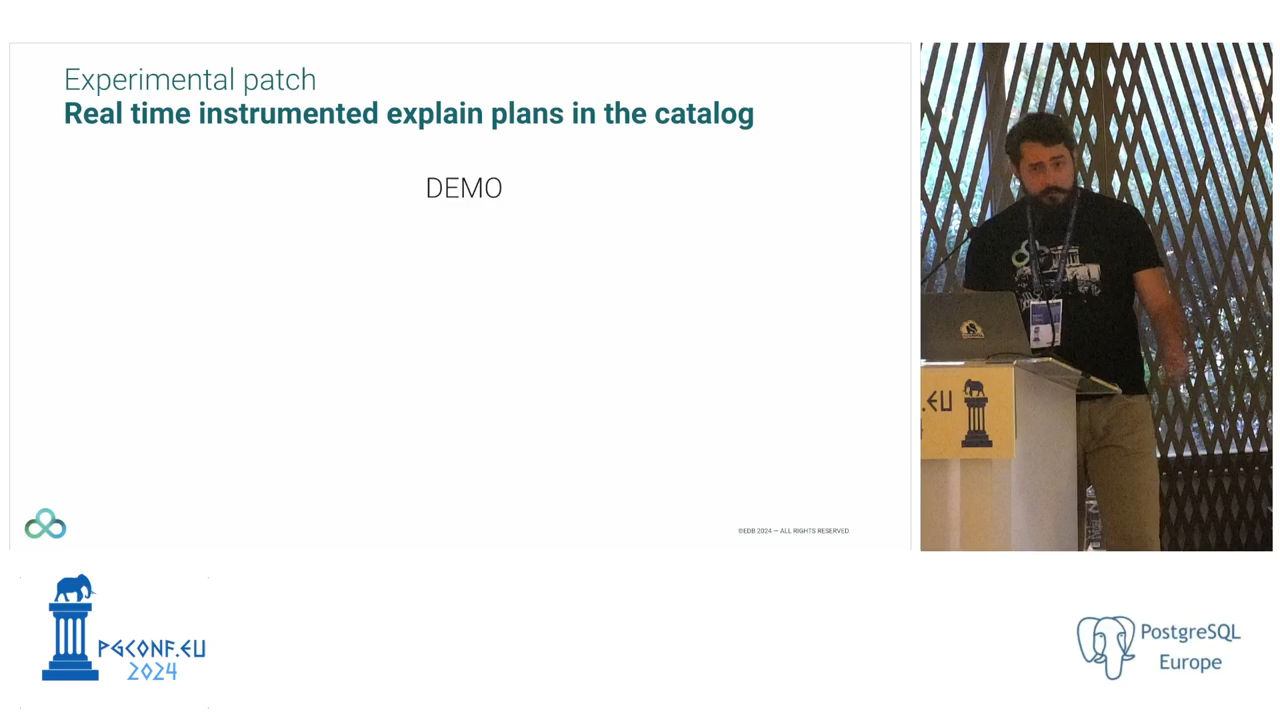 Experimental patch
Real time instrumented explain plans in the catalog
DEMO
©EDB 2024 — ALL RIGHTS RESERVED.
.EU
PGCONF.EU
2024
PostgreSQL
Europe